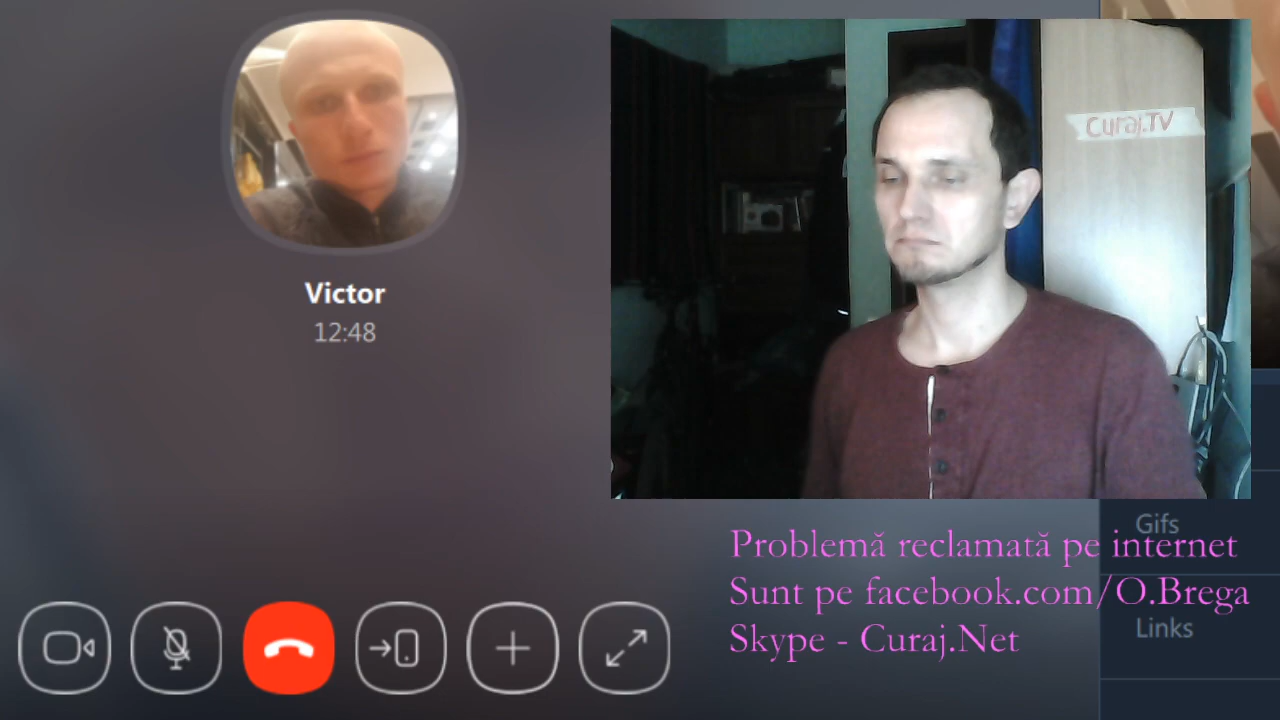 Victor
12:48
Curaj.TV
Problemă reclamată pe internet
Sunt pe facebook.com/O.Brega
Skype - Curaj.Net
Gifs
Links